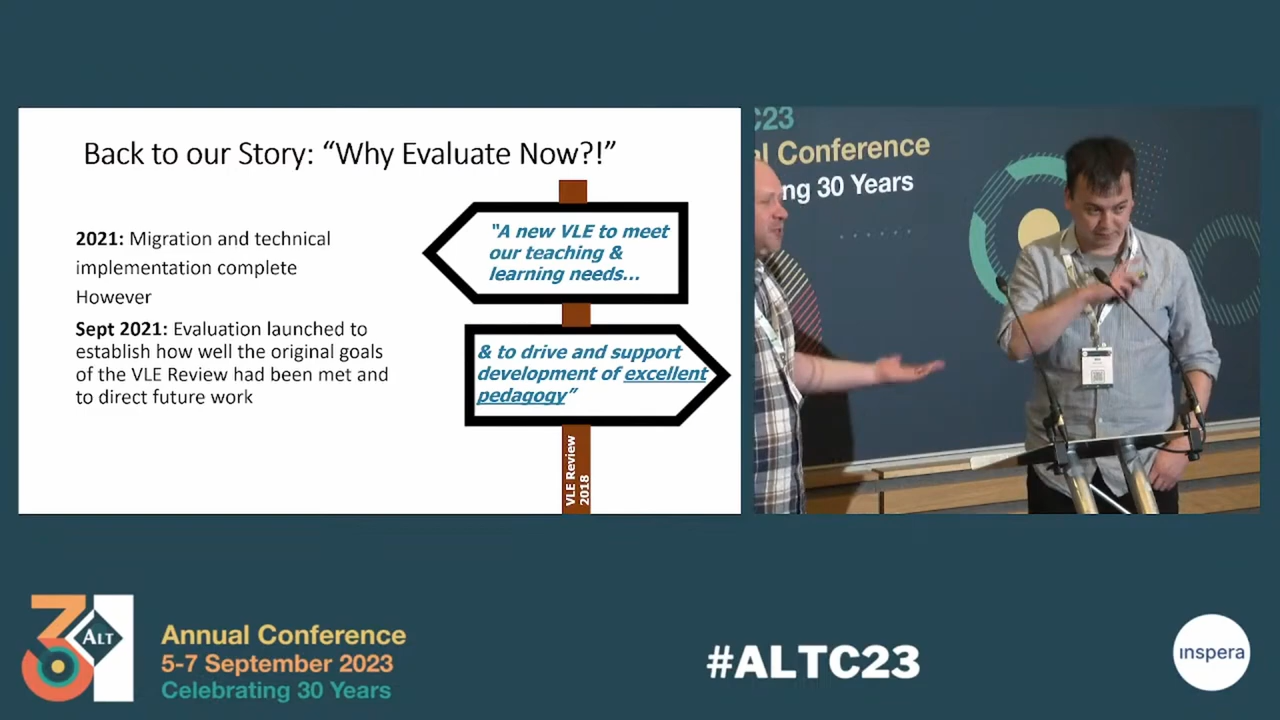 Back to our Story: “Why Evaluate Now?!”
2021: Migration and technical
implementation complete
However
Sept 2021: Evaluation launched to
establish how well the original goals
of the VLE Review had been met and
to direct future work
“A new VLE to meet
our teaching &
learning needs...
& to drive and support
development of excellent
pedagogy”
VLE Review
2018
C23
al Conference
ng 30 Years
ALT
Annual Conference
5-7 September 2023
Celebrating 30 Years
#ALTC23
inspera